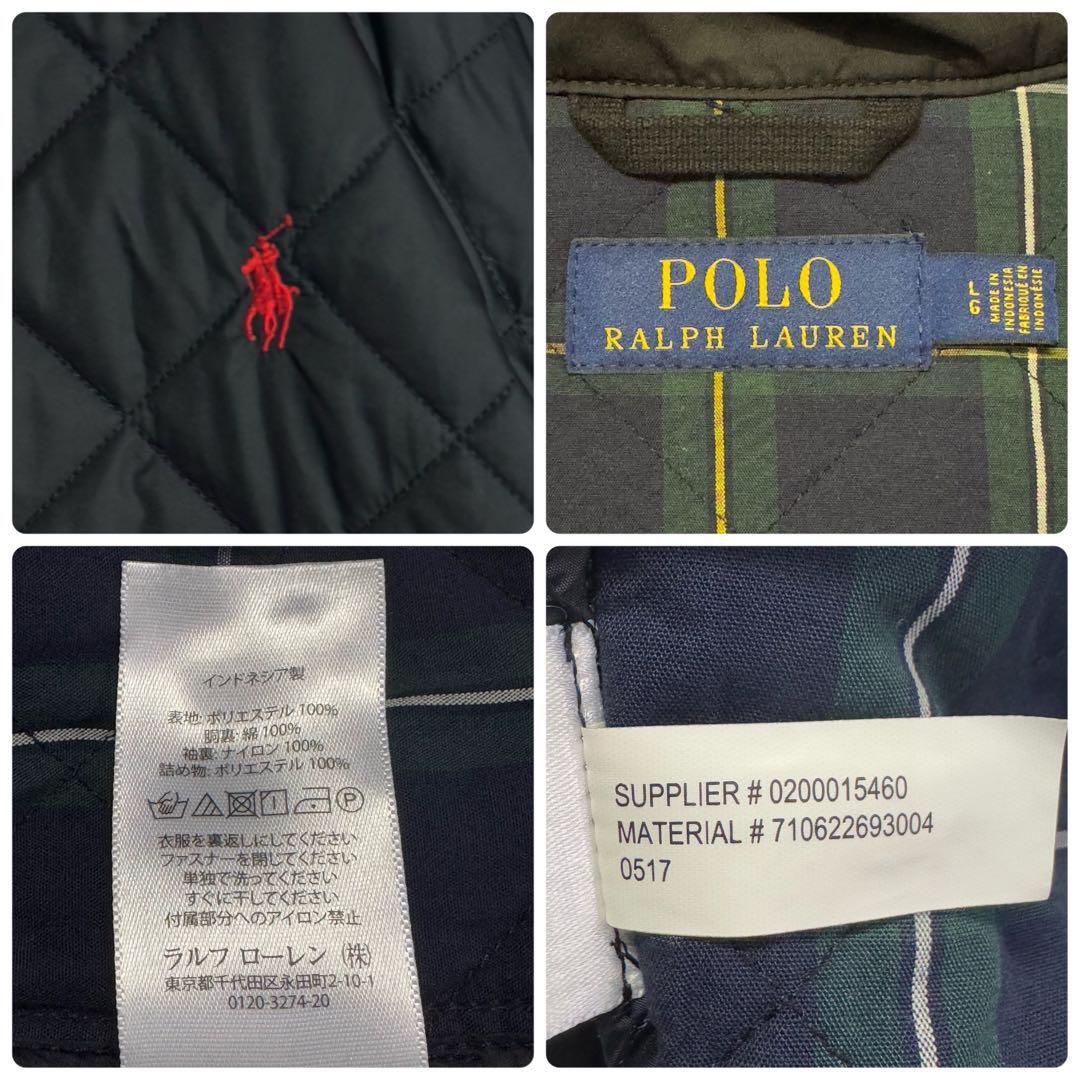 POLO
RALPH LAUREN
L9
MADE IN
INDONESIA
FABRIQUÉ EN
INDONÉSIE
インドネシア製
表地: ポリエステル 100%
胴裏: 綿 100%
袖裏: ナイロン 100%
詰め物: ポリエステル 100%
P
衣服を裏返しにしてください
ファスナーを閉じてください
単独で洗ってください
すぐに干してください
付属部分へのアイロン禁止
ラルフ ローレン (株)
東京都千代田区永田町2-10-1
0120-3274-20
SUPPLIER # 0200015460
MATERIAL # 710622693004
0517